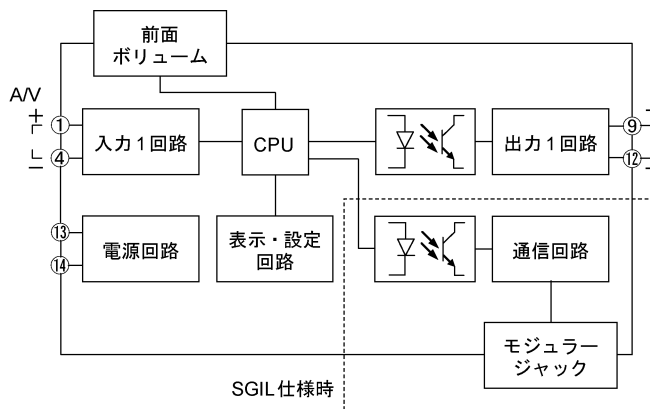 前面
ボリューム
A/V
+
①
入力1回路
CPU
出力1回路
⑨
④
−
⑫
⑬
電源回路
⑭
表示・設定
回路
通信回路
モジュラー
ジャック
SGIL仕様時